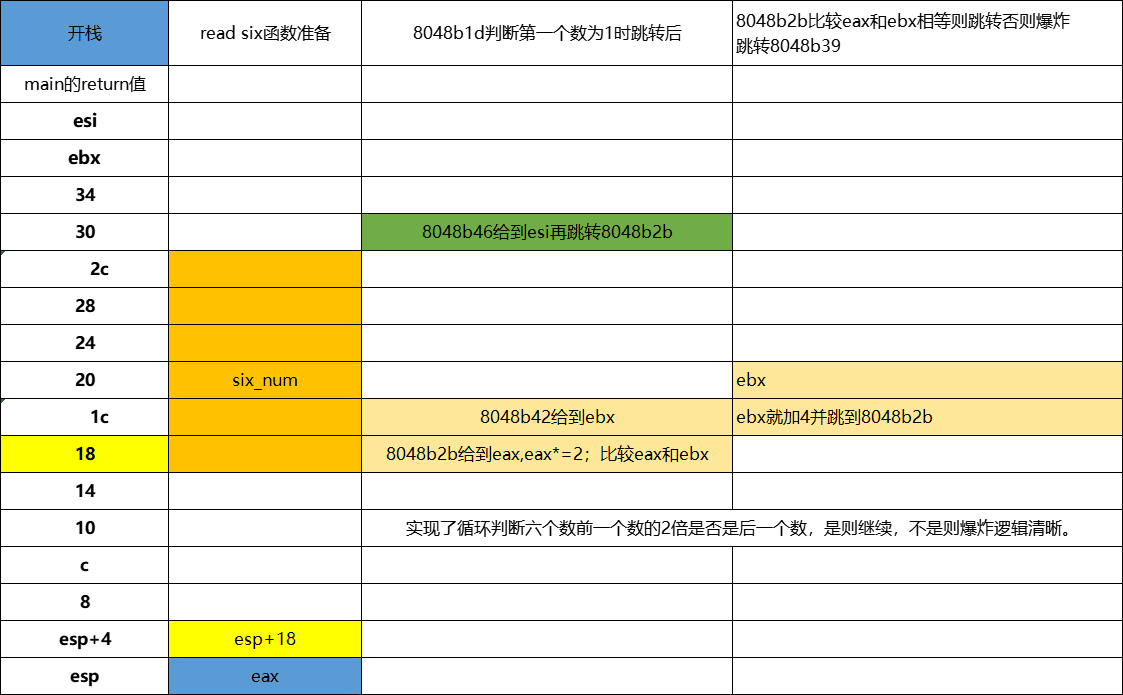 开栈
read six函数准备
8048b1d判断第一个数为1时跳转后
8048b2b比较eax和ebx相等则跳转否则爆炸
跳转8048b39
main的return值
esi
ebx
34
30
8048b46给到esi再跳转8048b2b
2c
28
24
20
six_num
ebx
1c
8048b42给到ebx
ebx就加4并跳到8048b2b
18
8048b2b给到eax,eax*=2；比较eax和ebx
14
10
实现了循环判断六个数前一个数的2倍是否是后一个数，是则继续，不是则爆炸逻辑清晰。
c
8
esp+4
esp+18
esp
eax